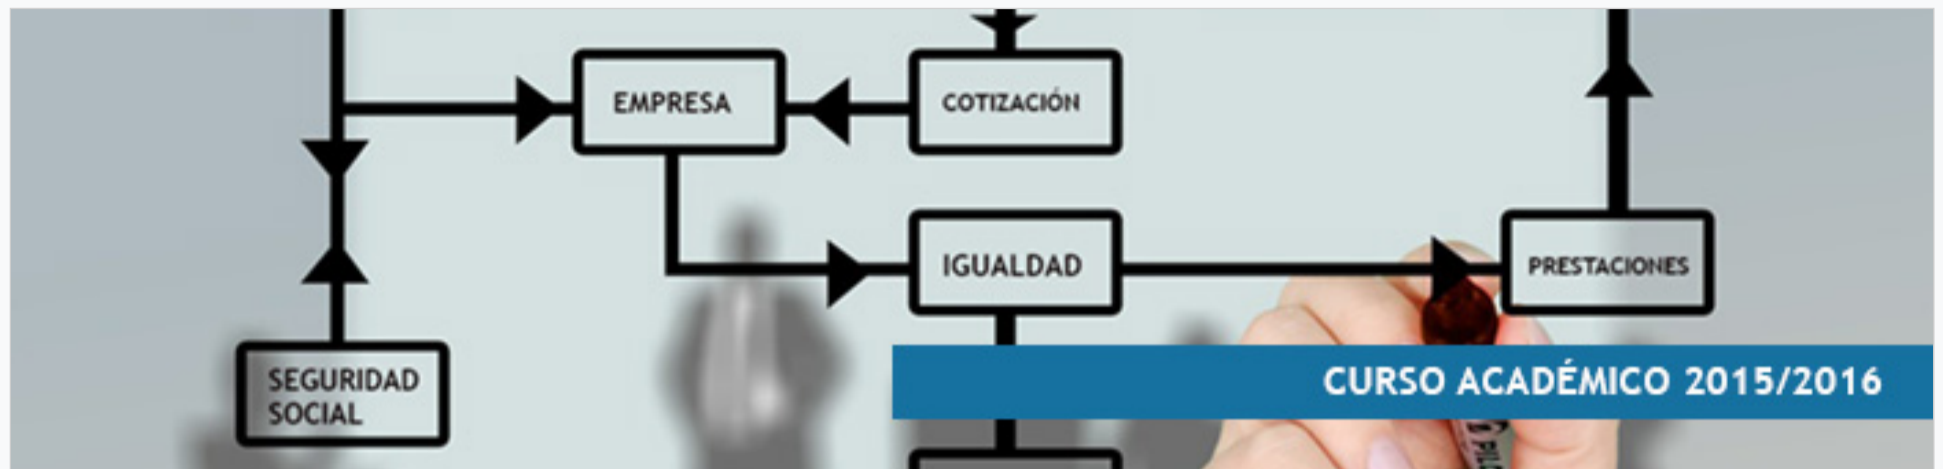 EMPRESA
COTIZACIÓN
IGUALDAD
PRESTACIONES
SEGURIDAD
SOCIAL
CURSO ACADÉMICO 2015/2016